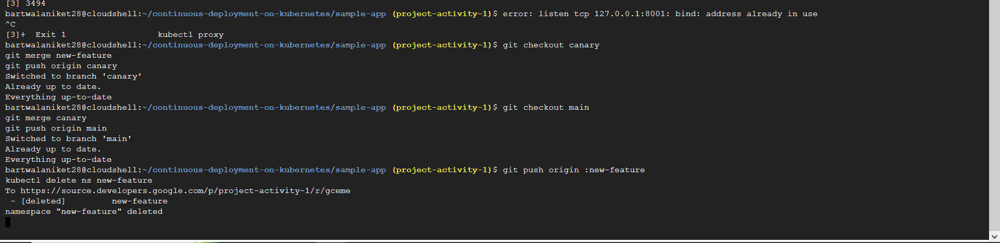 [3] 3494
bartwalaniket28@cloudshell:~/continuous-deployment-on-kubernetes/sample-app (project-activity-1)$ error: listen tcp 127.0.0.1:8001: bind: address already in use
^C
[3]+  Exit 1                  kubectl proxy
bartwalaniket28@cloudshell:~/continuous-deployment-on-kubernetes/sample-app (project-activity-1)$ git checkout canary
git merge new-feature
git push origin canary
Switched to branch 'canary'
Already up to date.
Everything up-to-date
bartwalaniket28@cloudshell:~/continuous-deployment-on-kubernetes/sample-app (project-activity-1)$ git checkout main
git merge canary
git push origin main
Switched to branch 'main'
Already up to date.
Everything up-to-date
bartwalaniket28@cloudshell:~/continuous-deployment-on-kubernetes/sample-app (project-activity-1)$ git push origin :new-feature
kubectl delete ns new-feature
To https://source.developers.google.com/p/project-activity-1/r/gceme
 - [deleted]         new-feature
namespace "new-feature" deleted